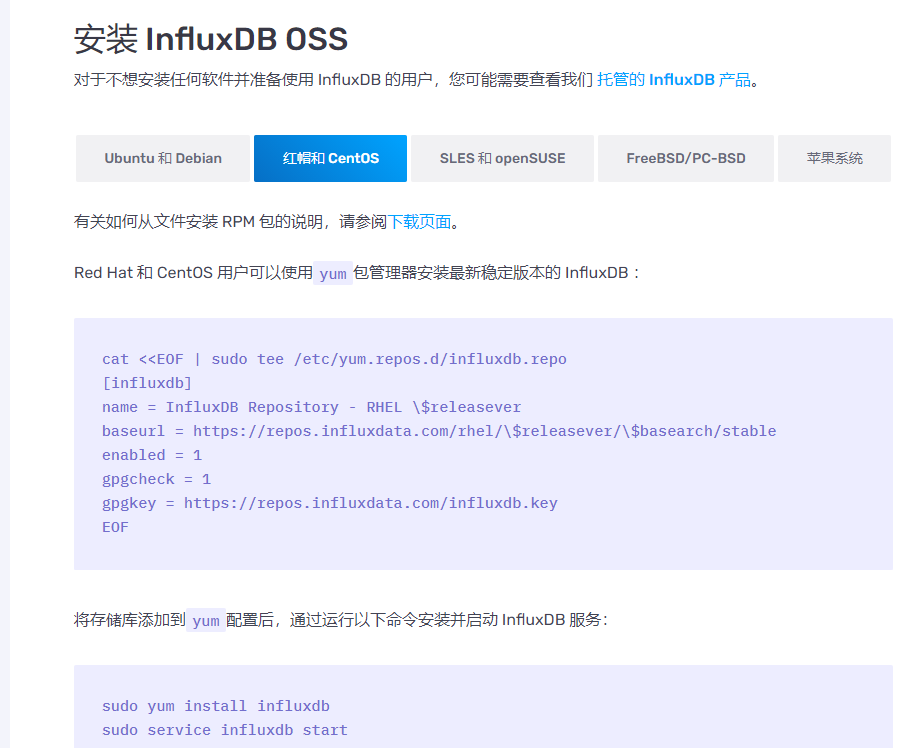 安装 InfluxDB OSS
对于不想安装任何软件并准备使用 InfluxDB 的用户，您可能需要查看我们 托管的 InfluxDB 产品。
Ubuntu 和 Debian
红帽和 CentOS
SLES 和 openSUSE
FreeBSD/PC-BSD
苹果系统
有关如何从文件安装 RPM 包的说明，请参阅下载页面。
Red Hat 和 CentOS 用户可以使用 yum 包管理器安装最新稳定版本的 InfluxDB：
cat <<EOF | sudo tee /etc/yum.repos.d/influxdb.repo
[influxdb]
name = InfluxDB Repository - RHEL \$releasever
baseurl = https://repos.influxdata.com/rhel/\$releasever/\$basearch/stable
enabled = 1
gpgcheck = 1
gpgkey = https://repos.influxdata.com/influxdb.key
EOF
将存储库添加到 yum 配置后，通过运行以下命令安装并启动 InfluxDB 服务：
sudo yum install influxdb
sudo service influxdb start